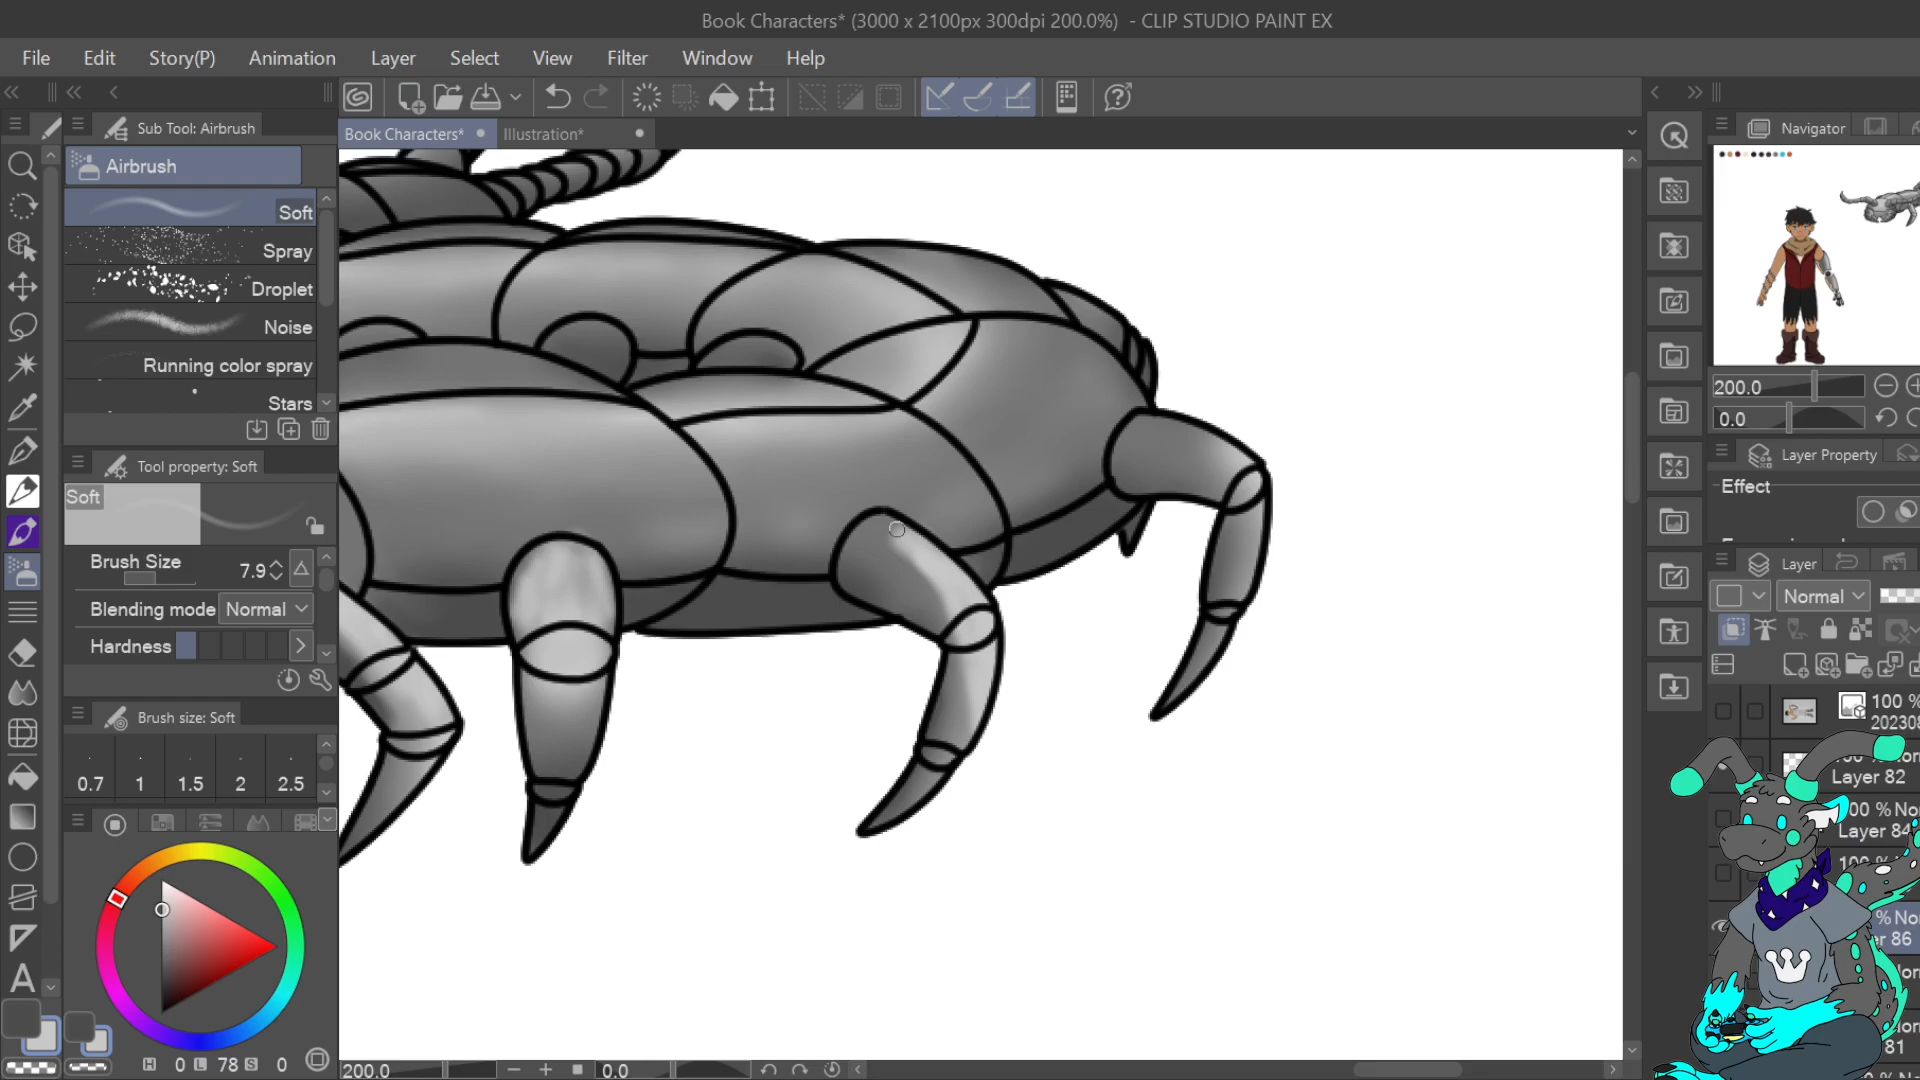 Book Characters* (3000 x 2100px 300dpi 200.0%) - CLIP STUDIO PAINT EX
File Edit Story(P) Animation Layer Select View Filter Window Help
Sub Tool: Airbrush
Book Characters* Illustration*
Navigator
Airbrush
Soft
Spray
Droplet
Noise
Running color spray
Stars
200.0
0.0
Tool property: Soft
Layer Property
Soft
Effect
Brush Size 7.9
Layer
Blending mode Normal
Normal
Hardness
100 %
Brush size: Soft
Layer 82
0.7 1 1.5 2 2.5
Layer 84
% No
86
81
H 0 L 78 S 0
A
200.0 0.0